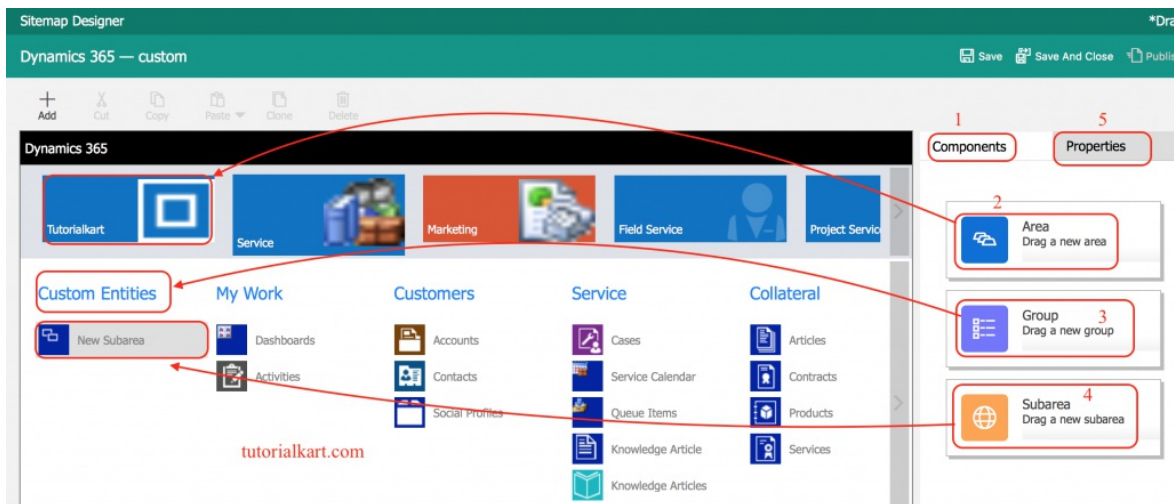 Sitemap Designer
*Dra
Dynamics 365 — custom
Save
Save And Close
Publis
Add
Cut
Copy
Paste
Clone
Delete
Dynamics 365
Tutorialkart
Service
Marketing
Field Service
Project Servic
1
Components
5
Properties
2
Area
Drag a new area
Group
3
Drag a new group
4
Subarea
Drag a new subarea
Custom Entities
My Work
Customers
Service
Collateral
New Subarea
Dashboards
Accounts
Cases
Articles
Activities
Contacts
Service Calendar
Contracts
Social Profiles
Queue Items
Products
Knowledge Article
Services
Knowledge Articles
tutorialkart.com